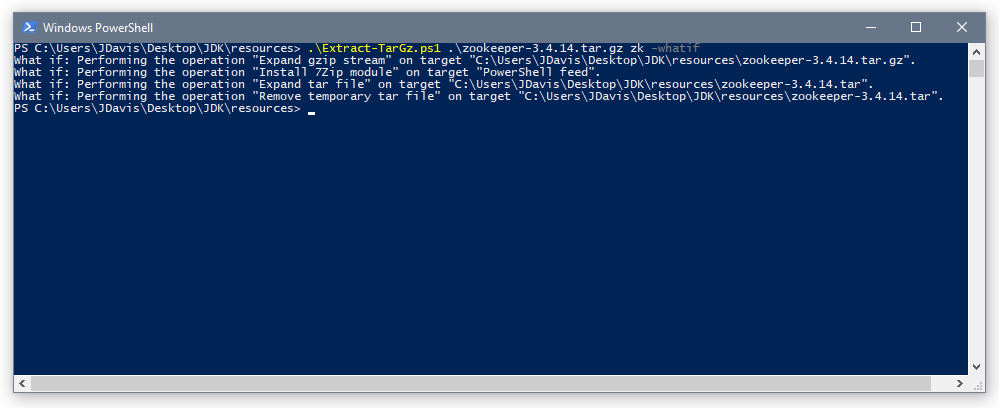 Windows PowerShell
PS C:\Users\JDavis\Desktop\JDK\resources> .\Extract-TarGz.ps1 .\zookeeper-3.4.14.tar.gz zk -whatif
What if: Performing the operation "Expand gzip stream" on target "C:\Users\JDavis\Desktop\JDK\resources\zookeeper-3.4.14.tar.gz".
What if: Performing the operation "Install 7Zip module" on target "PowerShell feed".
What if: Performing the operation "Expand tar file" on target "C:\Users\JDavis\Desktop\JDK\resources\zookeeper-3.4.14.tar".
What if: Performing the operation "Remove temporary tar file" on target "C:\Users\JDavis\Desktop\JDK\resources\zookeeper-3.4.14.tar".
PS C:\Users\JDavis\Desktop\JDK\resources>